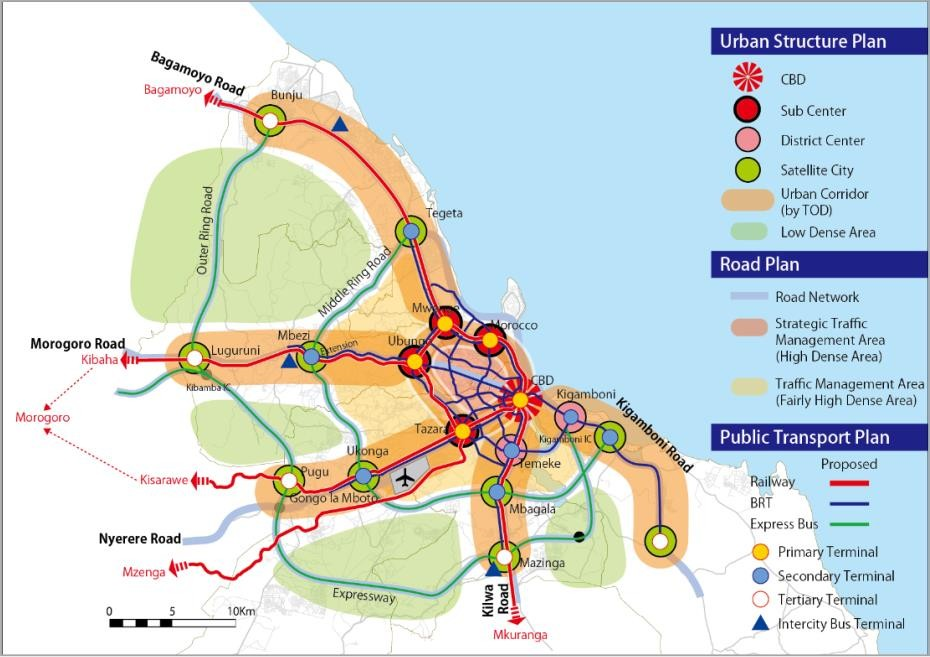 Bagamoyo Road
Bagamoyo
Bunju
Outer Ring Road
Tegeta
Middle Ring Road
Morocco
Morogoro Road
Kibaha
Luguruni
Mbezi
Extension
Ubungo
Kibamba IC
Morogoro
CBD
Kigamboni
Kigamboni Road
Kigamboni IC
Tazara
Temeke
Ukonga
Pugu
Kisarawe
Gongo la Mboto
Mbagala
Nyerere Road
Mzenga
Mazinga
Expressway
Kilwa
Road
Mkuranga
0 5 10Km
Urban Structure Plan
CBD
Sub Center
District Center
Satellite City
Urban Corridor
(by TOD)
Low Dense Area
Road Plan
Road Network
Strategic Traffic
Management Area
(High Dense Area)
Traffic Management Area
(Fairly High Dense Area)
Public Transport Plan
Proposed
Railway
BRT
Express Bus
Primary Terminal
Secondary Terminal
Tertiary Terminal
Intercity Bus Terminal